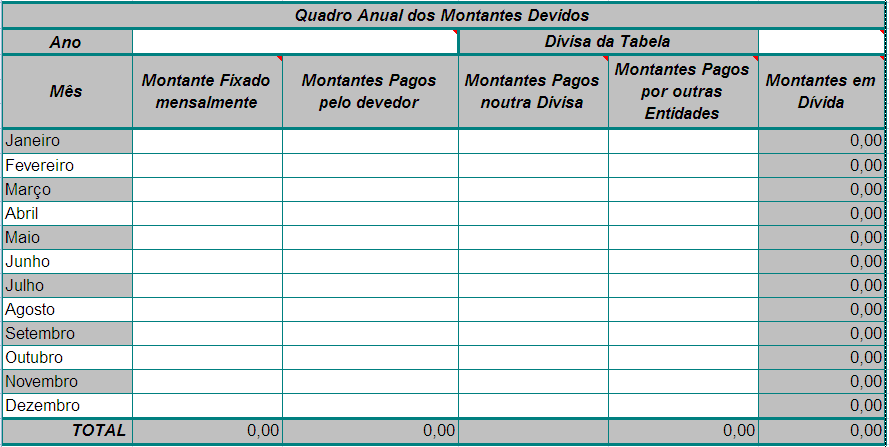 Quadro Anual dos Montantes Devidos
Ano Divisa da Tabela
Mês Montante Fixado mensalmente Montantes Pagos pelo devedor Montantes Pagos noutra Divisa Montantes Pagos por outras Entidades Montantes em Dívida
Janeiro 0,00
Fevereiro 0,00
Março 0,00
Abril 0,00
Maio 0,00
Junho 0,00
Julho 0,00
Agosto 0,00
Setembro 0,00
Outubro 0,00
Novembro 0,00
Dezembro 0,00
TOTAL 0,00 0,00 0,00 0,00